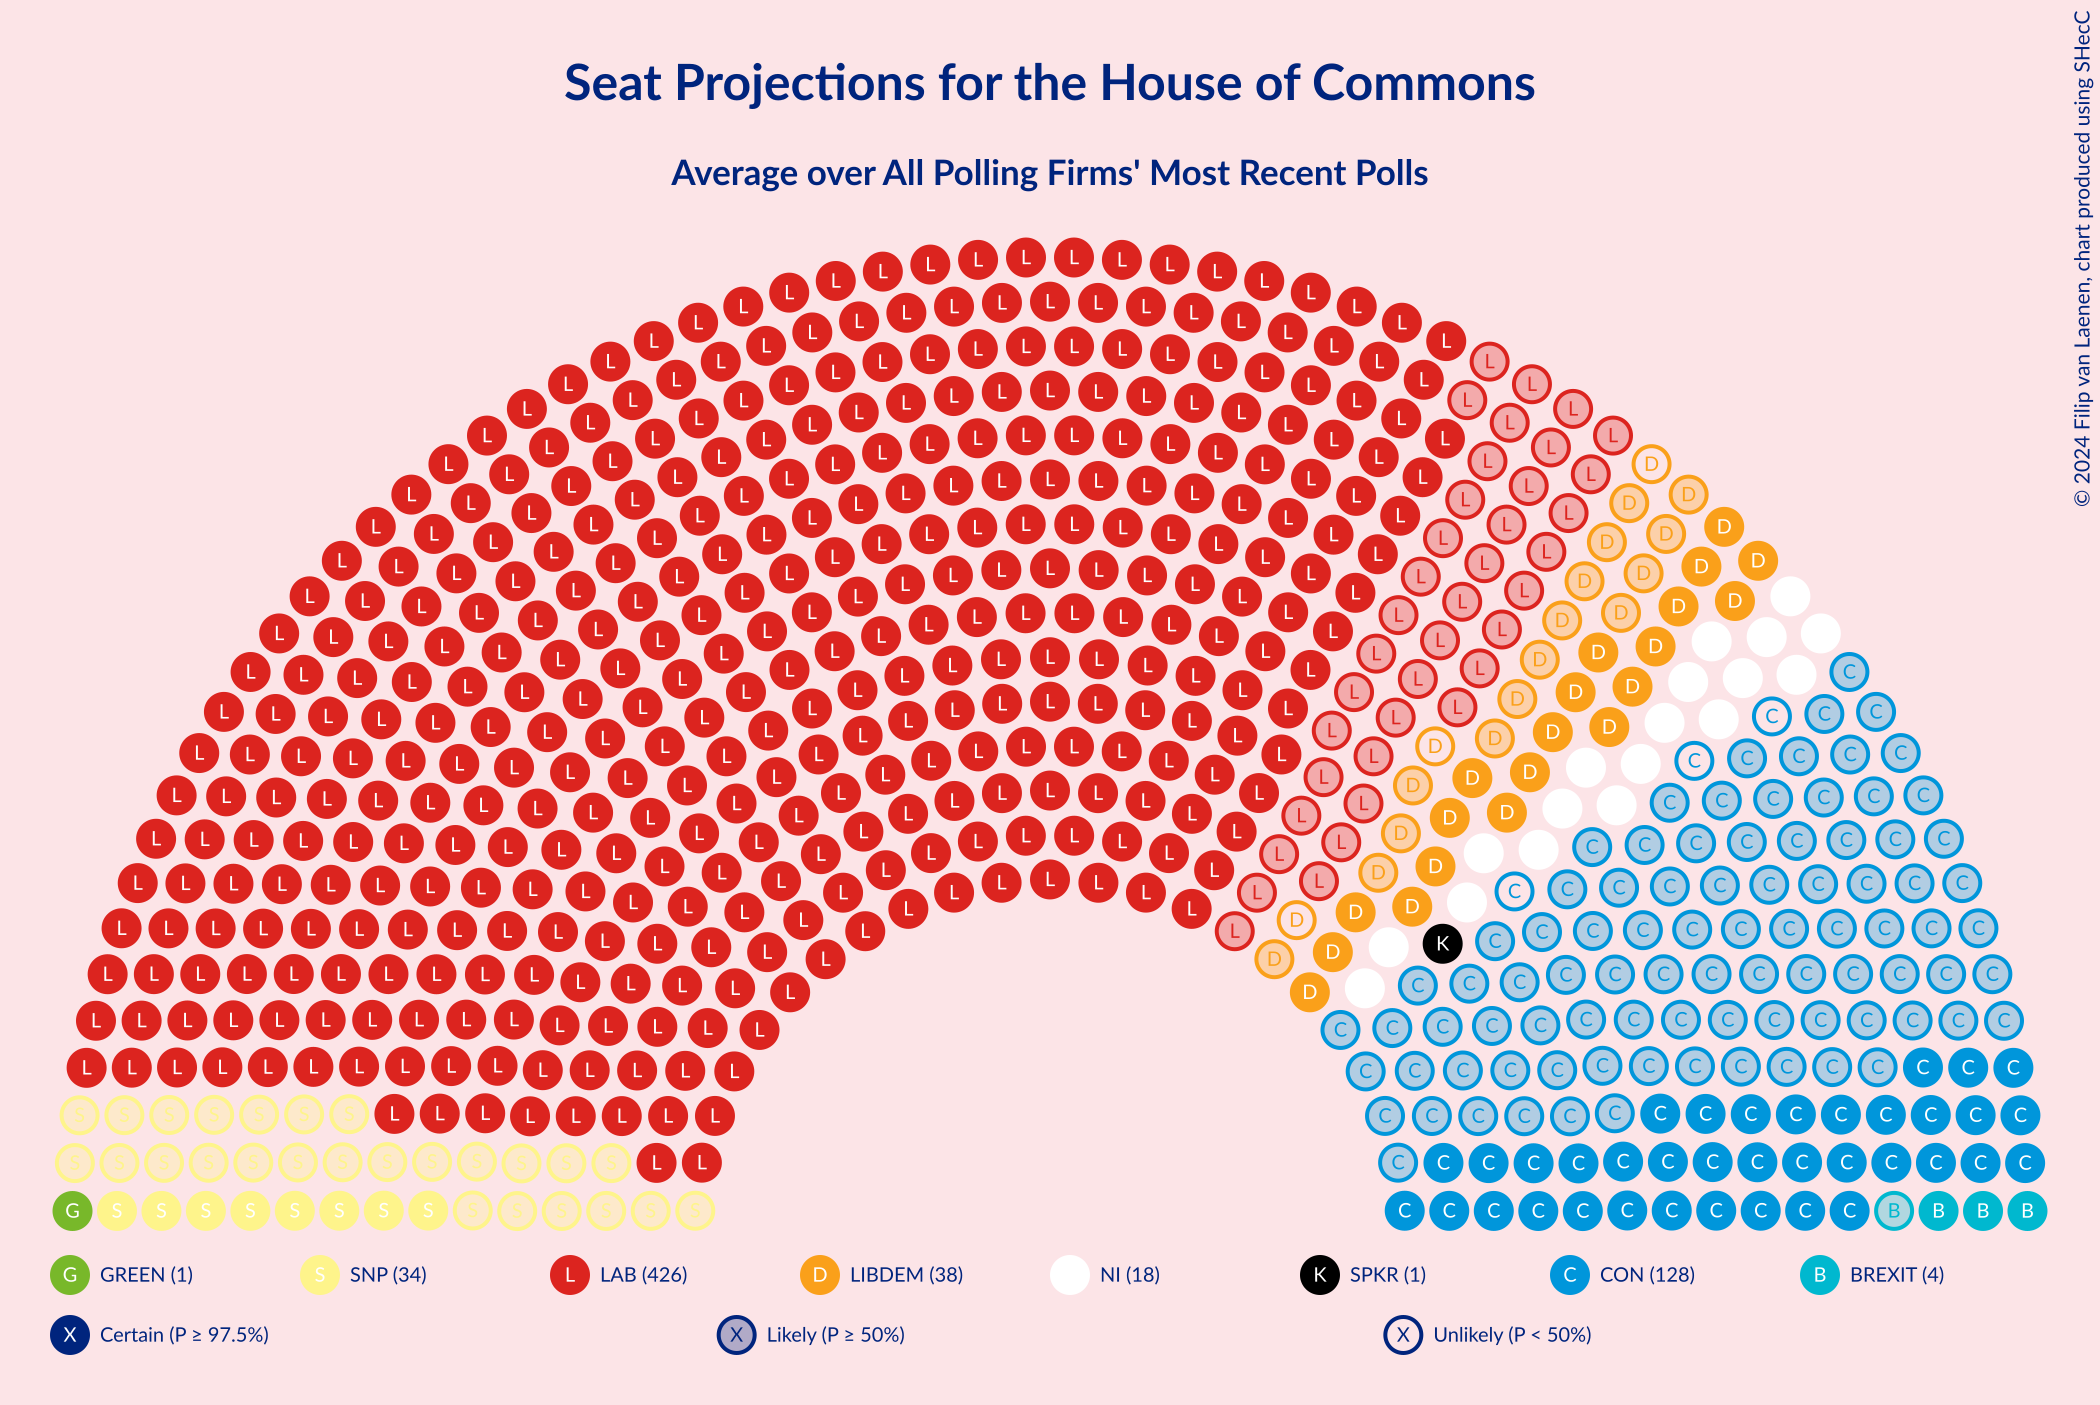 Seat Projections for the House of Commons
Average over All Polling Firms' Most Recent Polls
© 2024 Filip van Laenen, chart produced using SHecC
G GREEN (1) S SNP (34) L LAB (426) D LIBDEM (38) NI (18) K SPKR (1) C CON (128) B BREXIT (4)
X Certain (P ≥ 97.5%) X Likely (P ≥ 50%) X Unlikely (P < 50%)